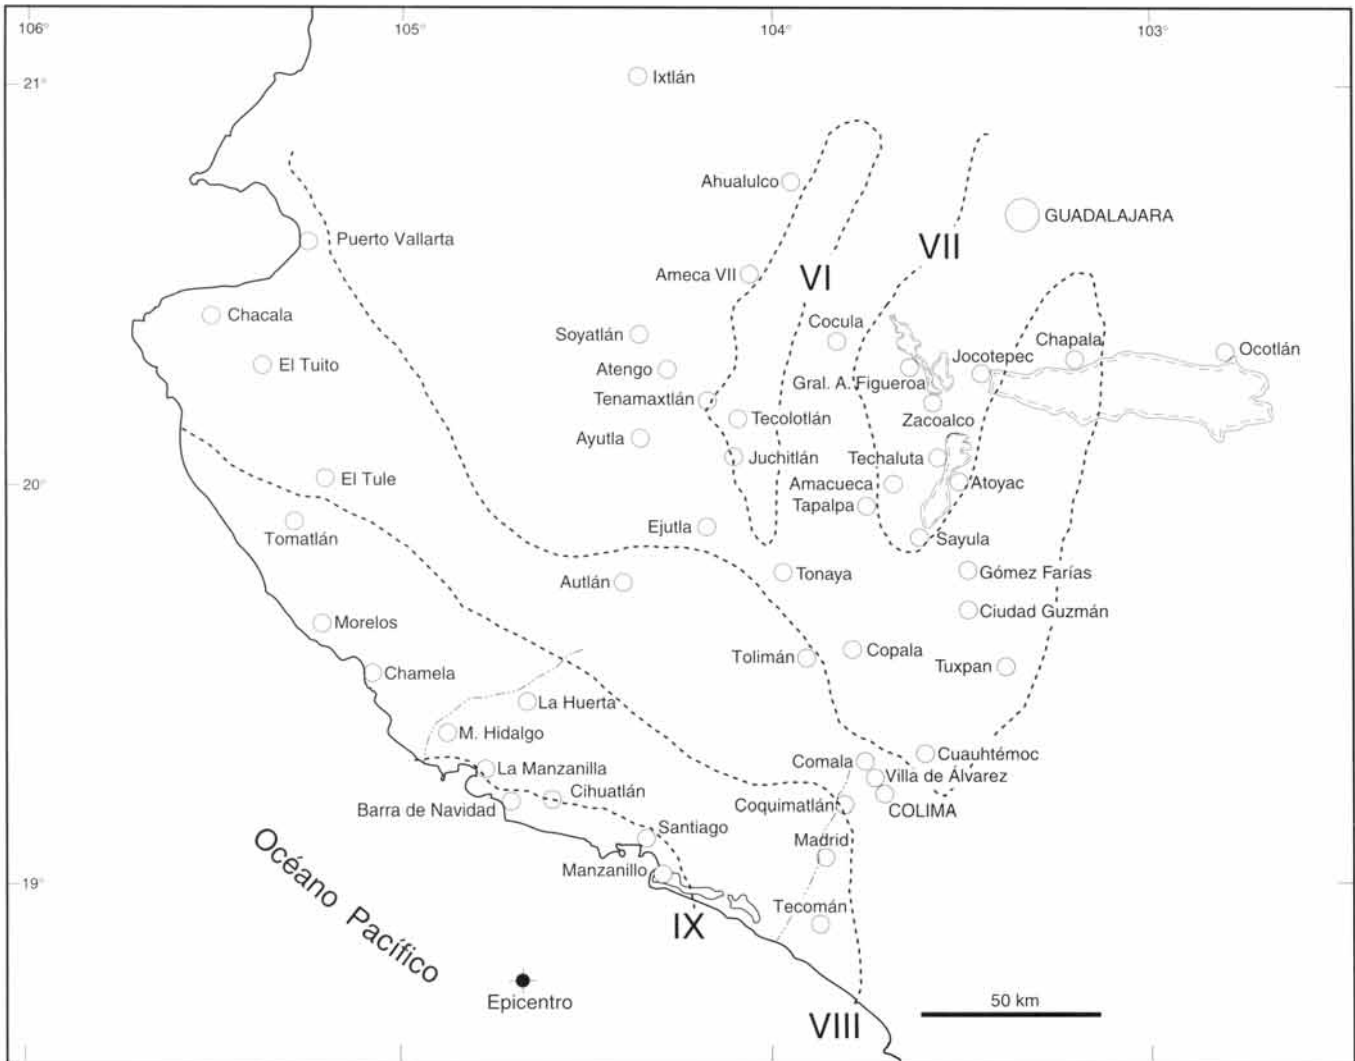 106°
105°
104°
103°
21°
Ixtlán
Ahualulco
GUADALAJARA
Puerto Vallarta
VII
Ameca VII
VI
Chacala
Cocula
Soyatlán
Chapala
Ocotlán
Jocotepec
El Tuito
Atengo
Gral. A. Figueroa
Tenamaxtlán
Tecolotlán
Zacoalco
Ayutla
Juchitlán
Techaluta
20°
El Tule
Amacueca
Atoyac
Tapalpa
Tomatlán
Ejutla
Sayula
Autlán
Tonaya
Gómez Farías
Ciudad Guzmán
Morelos
Copala
Tolimán
Tuxpan
Chamela
La Huerta
M. Hidalgo
Cuauhtémoc
Comala
La Manzanilla
Villa de Álvarez
Cihuatlán
Barra de Navidad
Coquimatlán
COLIMA
Santiago
Madrid
Manzanillo
19°
Tecomán
Océano Pacífico
IX
Epicentro
50 km
VIII